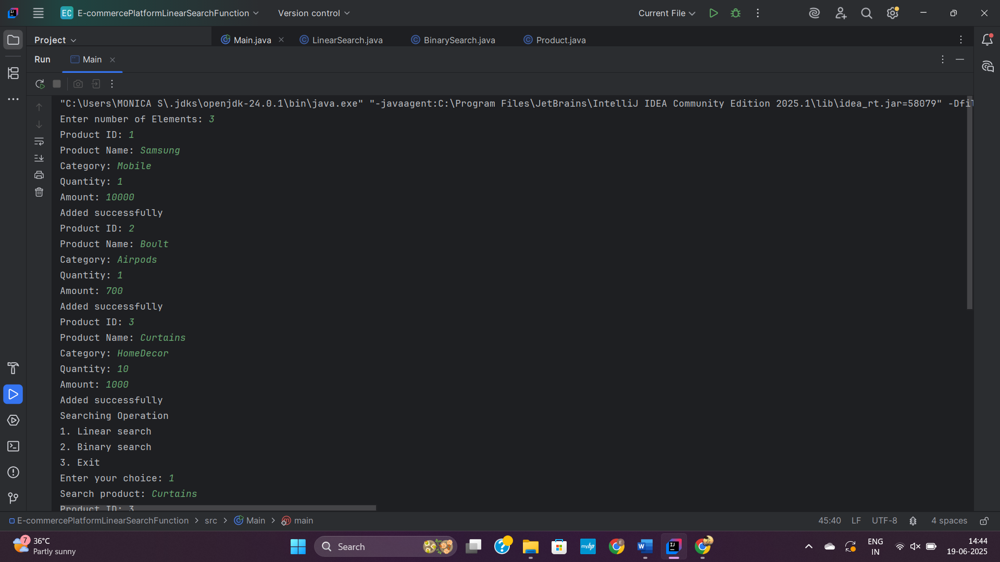 EC E-commercePlatformLinearSearchFunction Version control Current File
Project Main.java LinearSearch.java BinarySearch.java Product.java
Run Main
"C:\Users\MONICA S\.jdks\openjdk-24.0.1\bin\java.exe" "-javaagent:C:\Program Files\JetBrains\IntelliJ IDEA Community Edition 2025.1\lib\idea_rt.jar=58079" -Dfil
Enter number of Elements: 3
Product ID: 1
Product Name: Samsung
Category: Mobile
Quantity: 1
Amount: 10000
Added successfully
Product ID: 2
Product Name: Boult
Category: Airpods
Quantity: 1
Amount: 700
Added successfully
Product ID: 3
Product Name: Curtains
Category: HomeDecor
Quantity: 10
Amount: 1000
Added successfully
Searching Operation
1. Linear search
2. Binary search
3. Exit
Enter your choice: 1
Search product: Curtains
Product ID: 3
E-commercePlatformLinearSearchFunction > src > Main > main 45:40 LF UTF-8 4 spaces
7 36°C
Partly sunny
Search
myhp
ENG
IN
14:44
19-06-2025